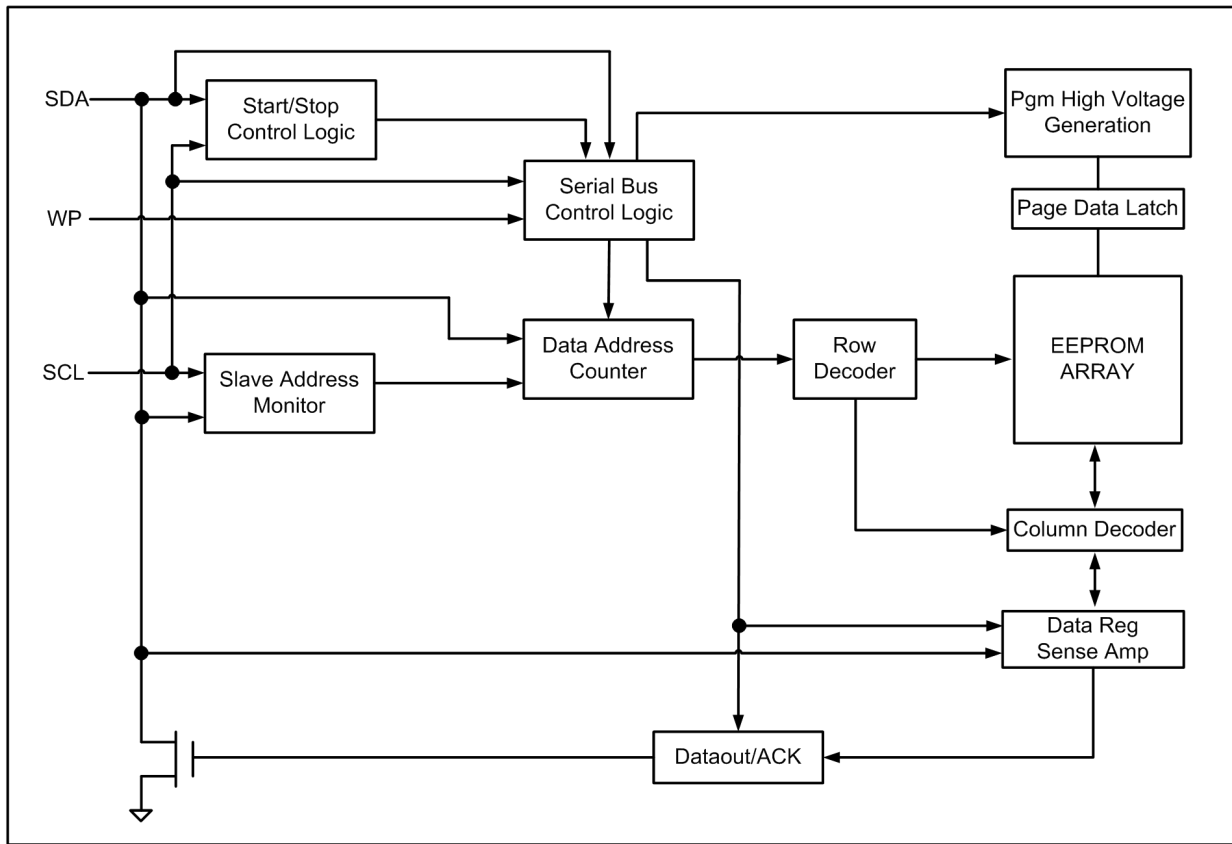 SDA
Start/Stop
Control Logic
Pgm High Voltage
Generation
WP
Serial Bus
Control Logic
Page Data Latch
SCL
Slave Address
Monitor
Data Address
Counter
Row
Decoder
EEPROM
ARRAY
Column Decoder
Data Reg
Sense Amp
Dataout/ACK